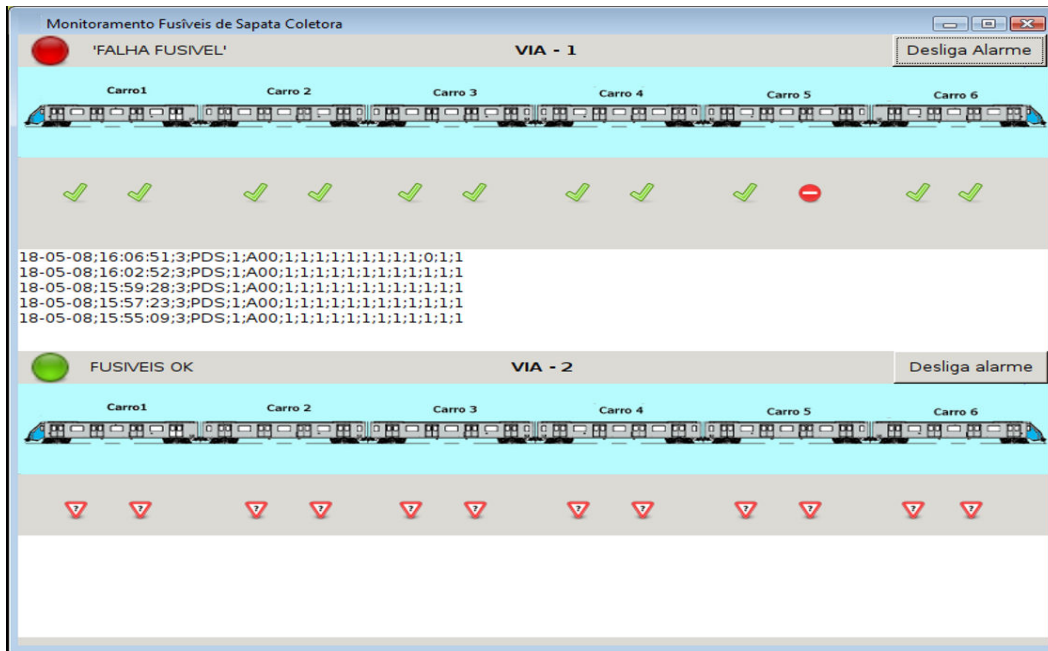 Monitoramento Fusîveis de Sapata Coletora
'FALHA FUSIVEL' VIA - 1 Desliga Alarme
Carro1 Carro 2 Carro 3 Carro 4 Carro 5 Carro 6
18-05-08;16:06:51;3;PDS;1;A00;1;1;1;1;1;1;1;1;1;0;1;1
18-05-08;16:02:52;3;PDS;1;A00;1;1;1;1;1;1;1;1;1;1;1;1
18-05-08;15:59:28;3;PDS;1;A00;1;1;1;1;1;1;1;1;1;1;1;1
18-05-08;15:57:23;3;PDS;1;A00;1;1;1;1;1;1;1;1;1;1;1;1
18-05-08;15:55:09;3;PDS;1;A00;1;1;1;1;1;1;1;1;1;1;1;1
FUSIVEIS OK VIA - 2 Desliga alarme
Carro1 Carro 2 Carro 3 Carro 4 Carro 5 Carro 6
? ? ? ? ? ? ? ? ? ? ? ?